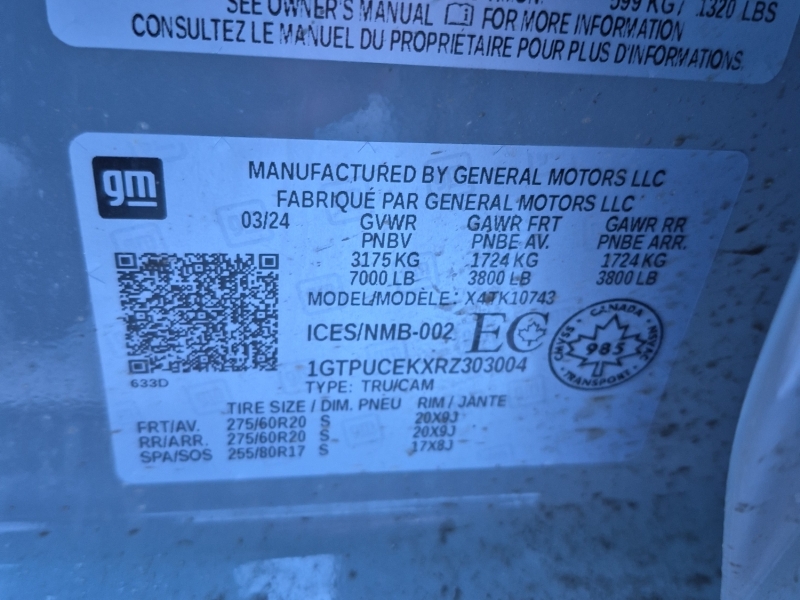 599 KG / 1320 LBS
SEE OWNER'S MANUAL FOR MORE INFORMATION
CONSULTEZ LE MANUEL DU PROPRIÉTAIRE POUR PLUS D'INFORMATIONS.
gm
MANUFACTURED BY GENERAL MOTORS LLC
FABRIQUÉ PAR GENERAL MOTORS LLC
03/24 GVWR GAWR FRT GAWR RR
PNBV PNBE AV. PNBE ARR.
3175 KG 1724 KG 1724 KG
7000 LB 3800 LB 3800 LB
MODEL/MODÈLE: X4TK10743
ICES/NMB-002 EC
CANADA
985
TRANSPORT
1GTPUCEKXRZ303004
633D
TYPE: TRU/CAM
TIRE SIZE / DIM. PNEU RIM / JANTE
FRT/AV. 275/60R20 S 20X9J
RR/ARR. 275/60R20 S 20X9J
SPA/SOS 255/80R17 S 17X8J